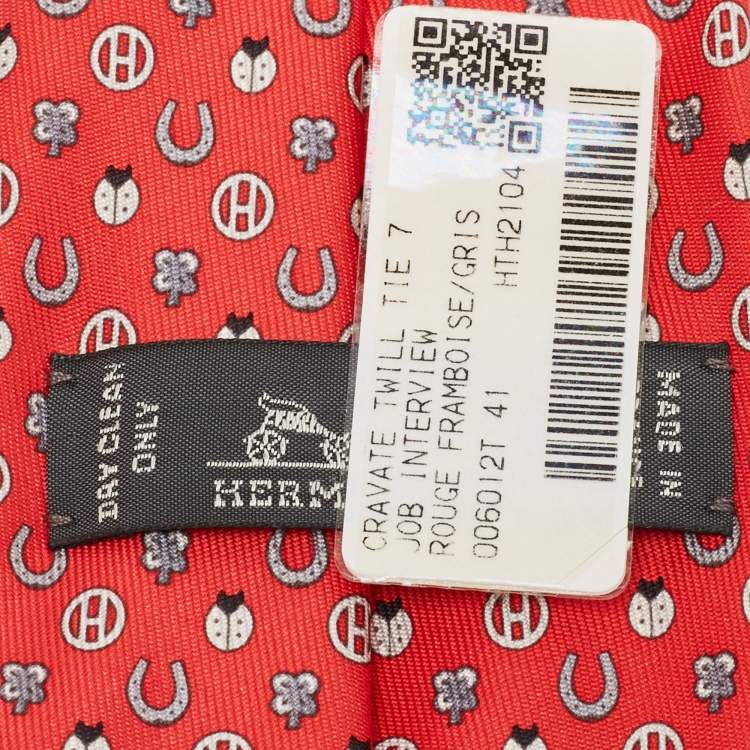 CRAVATE TWILL TIE 7
JOB INTERVIEW
ROUGE FRAMBOISE/GRIS
006012T 41 HTH2104
DRY CLEAN
ONLY
HERM
MADE IN